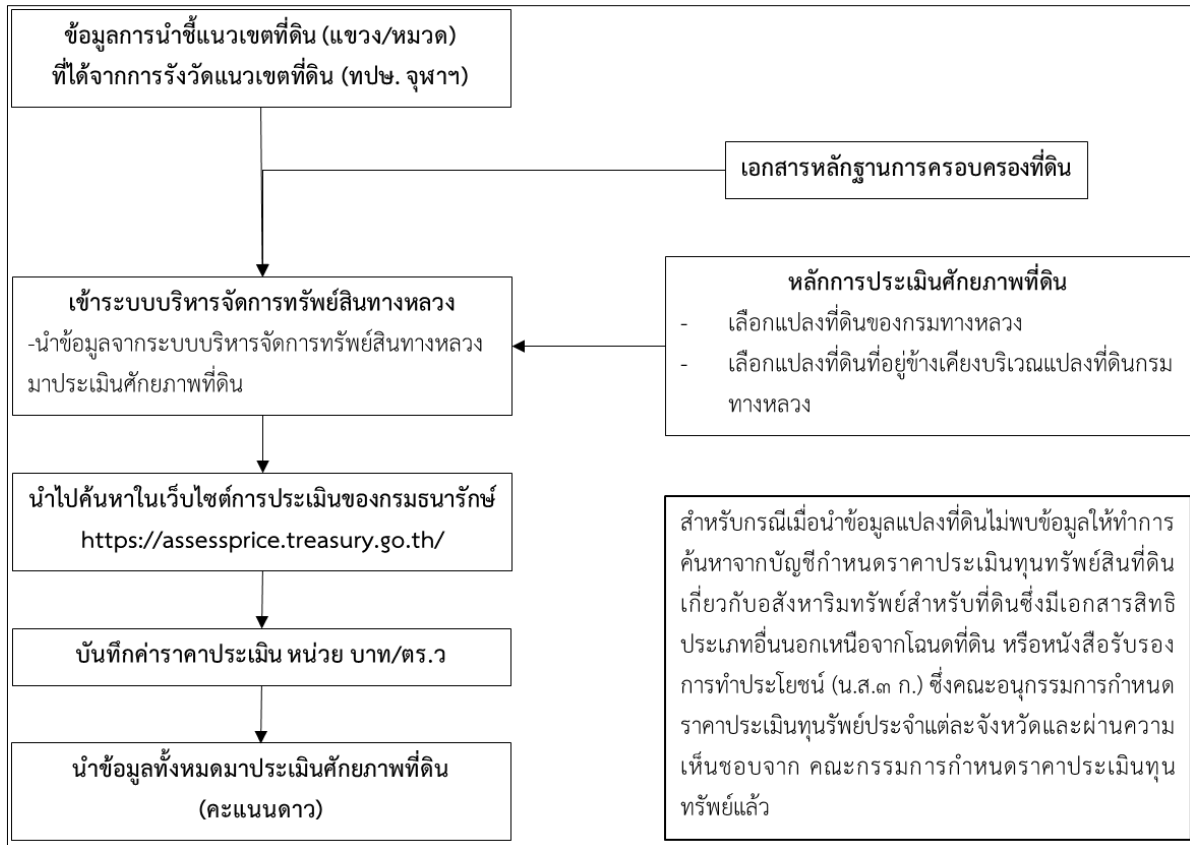 ข้อมูลการนำชี้แนวเขตที่ดิน (แขวง/หมวด)
ที่ได้จากการรังวัดแนวเขตที่ดิน (ทปษ. จุฬาฯ)
เอกสารหลักฐานการครอบครองที่ดิน
เข้าระบบบริหารจัดการทรัพย์สินทางหลวง
-นำข้อมูลจากระบบบริหารจัดการทรัพย์สินทางหลวง
มาประเมินศักยภาพที่ดิน
หลักการประเมินศักยภาพที่ดิน
- เลือกแปลงที่ดินของกรมทางหลวง
- เลือกแปลงที่ดินที่อยู่ข้างเคียงบริเวณแปลงที่ดินกรม
ทางหลวง
นำไปค้นหาในเว็บไซต์การประเมินของกรมธนารักษ์
https://assessprice.treasury.go.th/
บันทึกค่าราคาประเมิน หน่วย บาท/ตร.ว
นำข้อมูลทั้งหมดมาประเมินศักยภาพที่ดิน
(คะแนนดาว)
สำหรับกรณีเมื่อนำข้อมูลแปลงที่ดินไม่พบข้อมูลให้ทำการ
ค้นหาจากบัญชีกำหนดราคาประเมินทุนทรัพย์สินที่ดิน
เกี่ยวกับอสังหาริมทรัพย์สำหรับที่ดินซึ่งมีเอกสารสิทธิ
ประเภทอื่นนอกเหนือจากโฉนดที่ดิน หรือหนังสือรับรอง
การทำประโยชน์ (น.ส.๓ ก.) ซึ่งคณะอนุกรรมการกำหนด
ราคาประเมินทุนรัพย์ประจำแต่ละจังหวัดและผ่านความ
เห็นชอบจาก คณะกรรมการกำหนดราคาประเมินทุน
ทรัพย์แล้ว